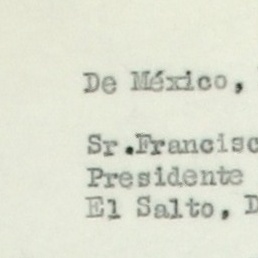 De México,
Sr.Francisc
Presidente
El Salto, D